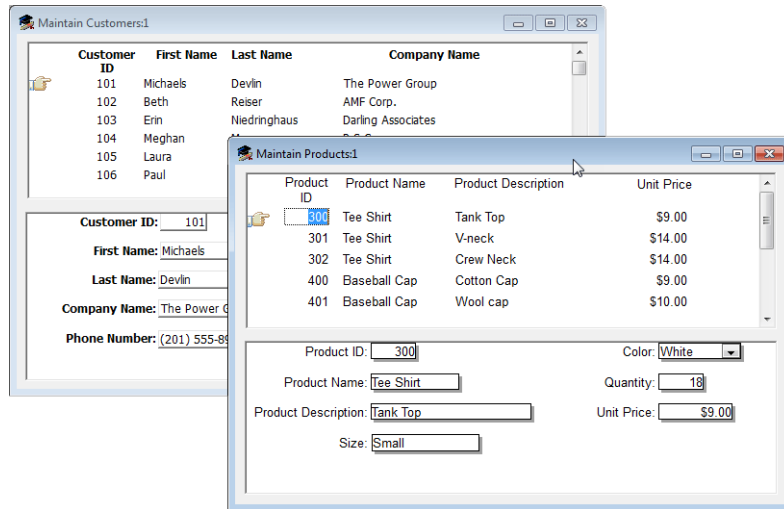 Maintain Customers:1
Customer ID First Name Last Name Company Name
101 Michaels Devlin The Power Group
102 Beth Reiser AMF Corp.
103 Erin Niedringhaus Darling Associates
104 Meghan
105 Laura
106 Paul
Customer ID: 101
First Name: Michaels
Last Name: Devlin
Company Name: The Power
Phone Number: (201) 555-
Maintain Products:1
Product ID Product Name Product Description Unit Price
300 Tee Shirt Tank Top $9.00
301 Tee Shirt V-neck $14.00
302 Tee Shirt Crew Neck $14.00
400 Baseball Cap Cotton Cap $9.00
401 Baseball Cap Wool cap $10.00
Product ID: 300 Color: White
Product Name: Tee Shirt Quantity: 18
Product Description: Tank Top Unit Price: $9.00
Size: Small